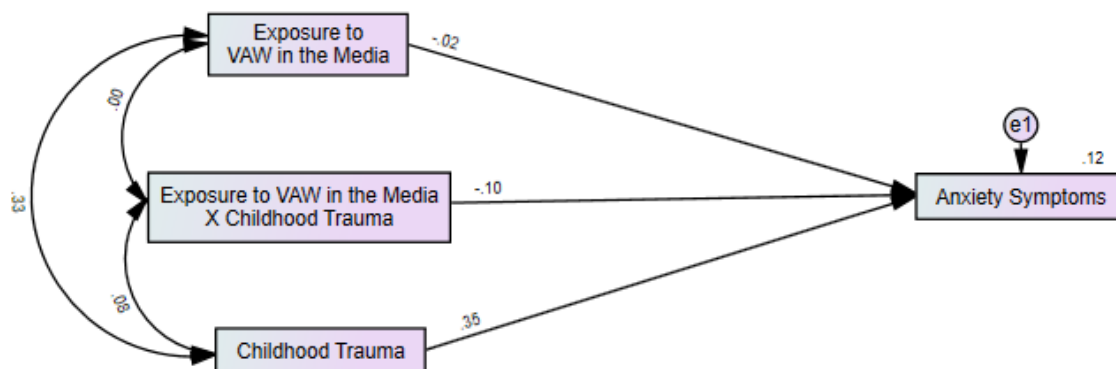 Exposure to
VAW in the Media
-.02
.00
e1
.12
.33
Exposure to VAW in the Media
X Childhood Trauma
-.10
Anxiety Symptoms
.08
Childhood Trauma
.35